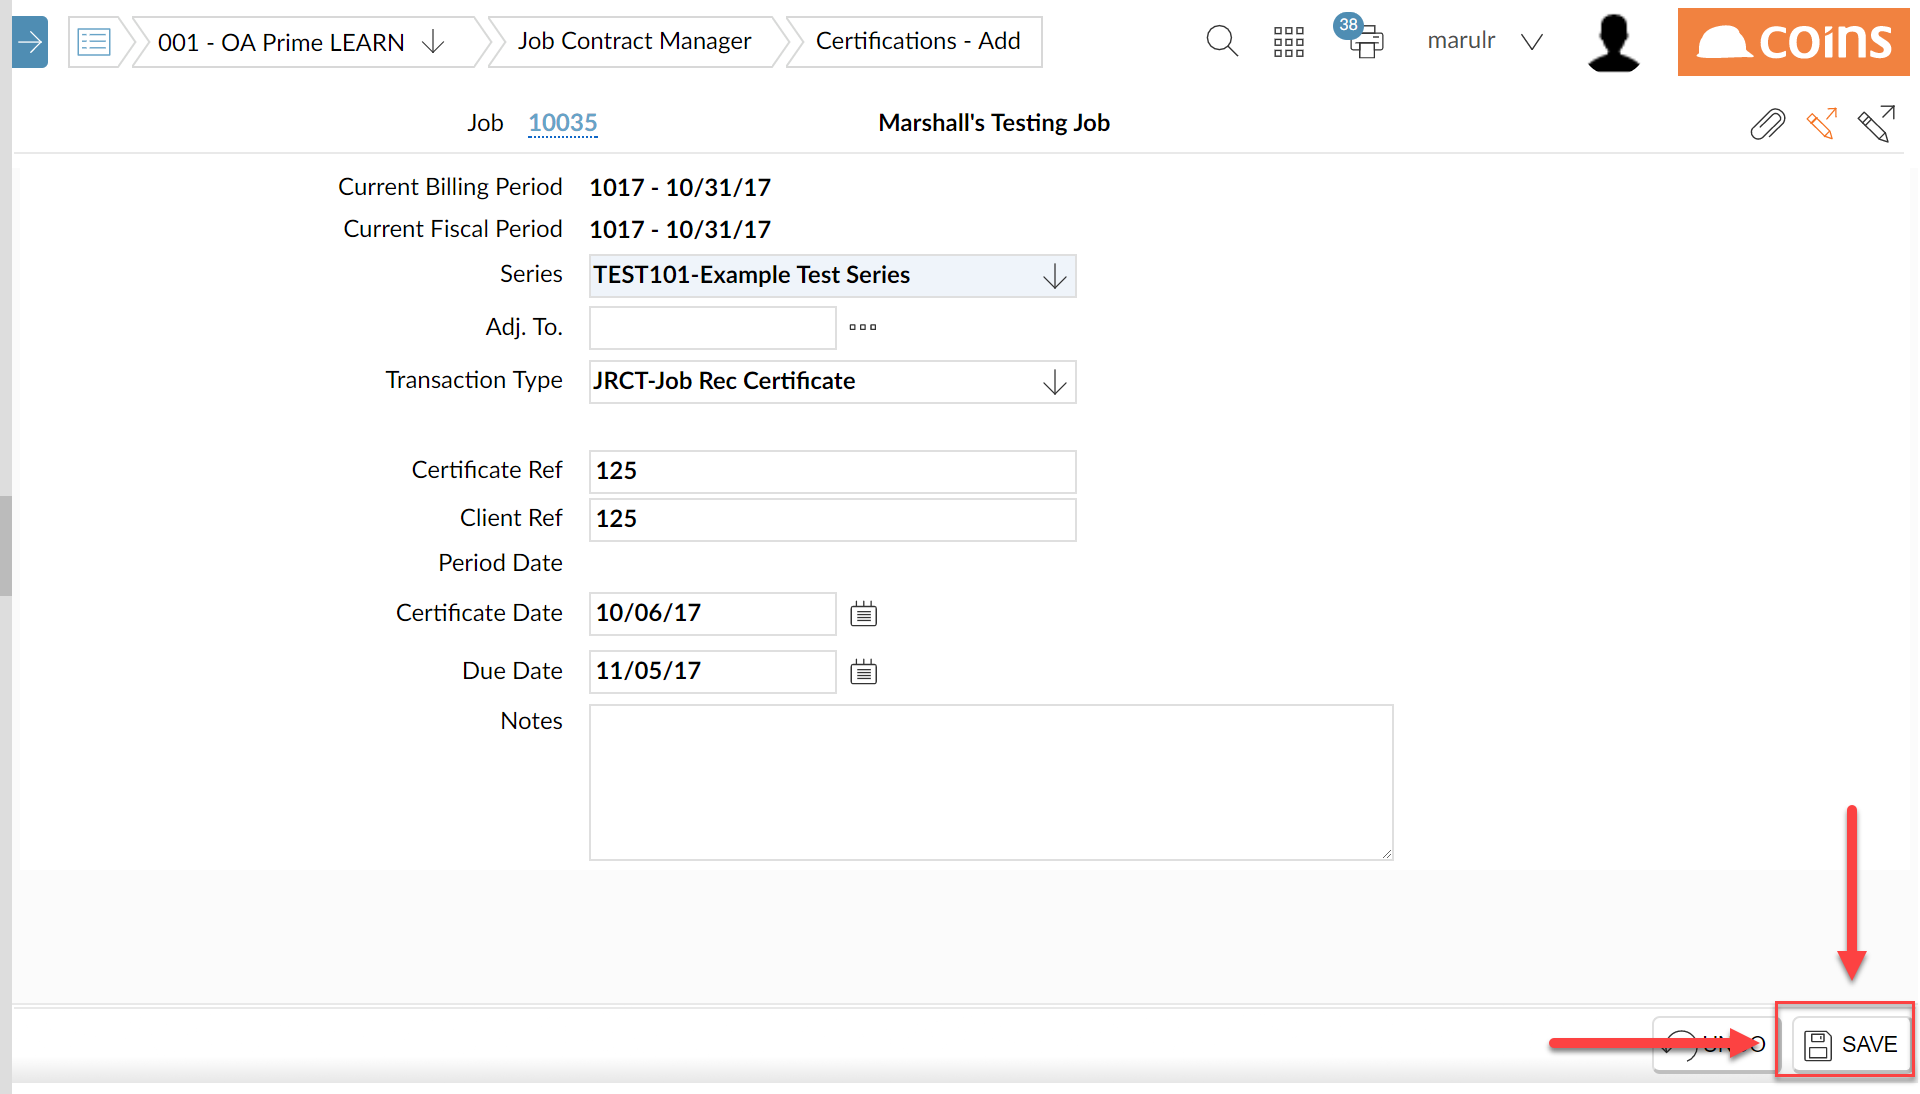 001 - OA Prime LEARN
Job Contract Manager
Certifications - Add
38
marulr
coins
Job 10035 Marshall's Testing Job
Current Billing Period 1017 - 10/31/17
Current Fiscal Period 1017 - 10/31/17
Series TEST101-Example Test Series
Adj. To.
Transaction Type JRCT-Job Rec Certificate
Certificate Ref 125
Client Ref 125
Period Date
Certificate Date 10/06/17
Due Date 11/05/17
Notes
SAVE